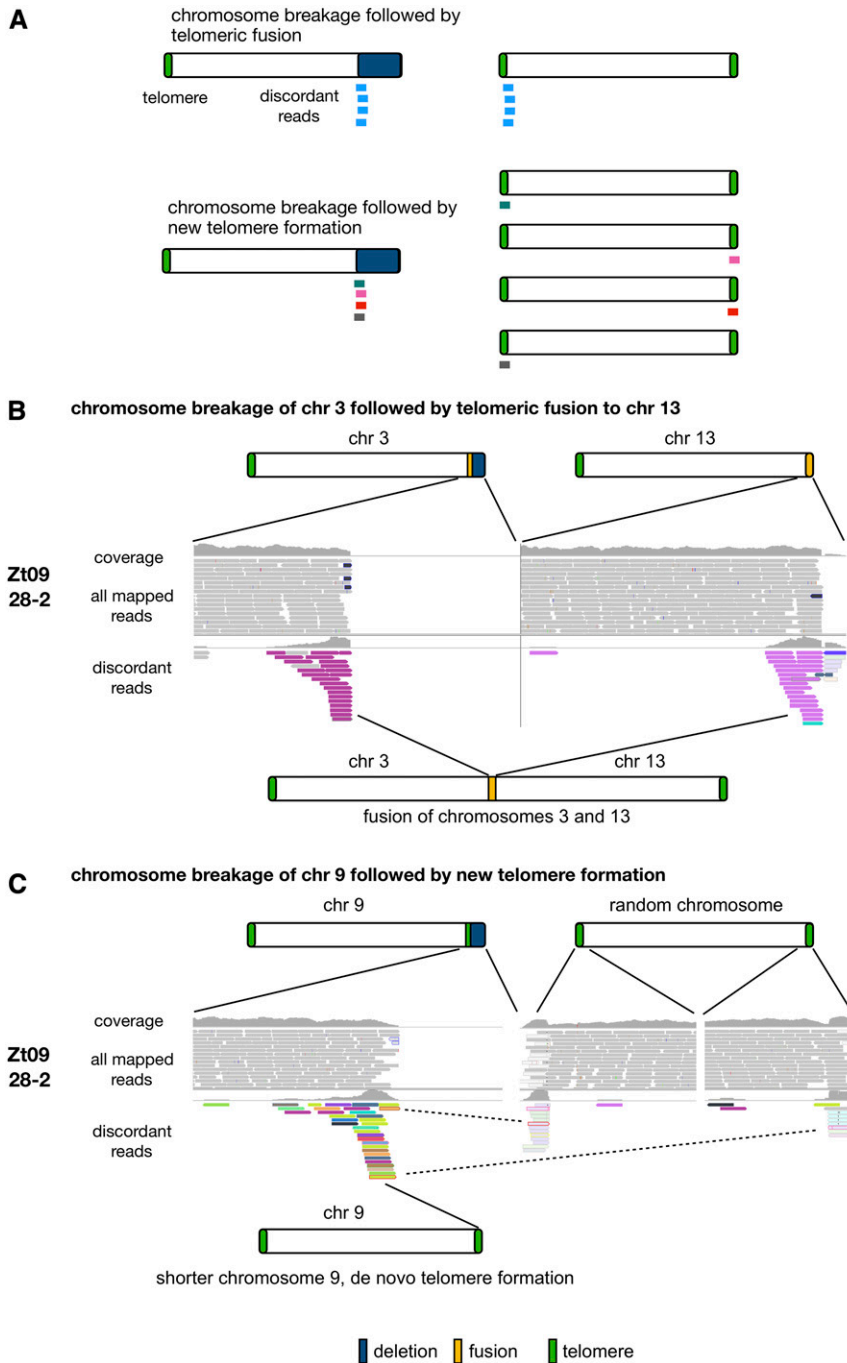 A
chromosome breakage followed by
telomeric fusion
telomere
discordant
reads
chromosome breakage followed by
new telomere formation
B
chromosome breakage of chr 3 followed by telomeric fusion to chr 13
chr 3
chr 13
Zt09
28-2
coverage
all mapped
reads
discordant
reads
chr 3
chr 13
fusion of chromosomes 3 and 13
C
chromosome breakage of chr 9 followed by new telomere formation
chr 9
random chromosome
Zt09
28-2
coverage
all mapped
reads
discordant
reads
chr 9
shorter chromosome 9, de novo telomere formation
deletion
fusion
telomere